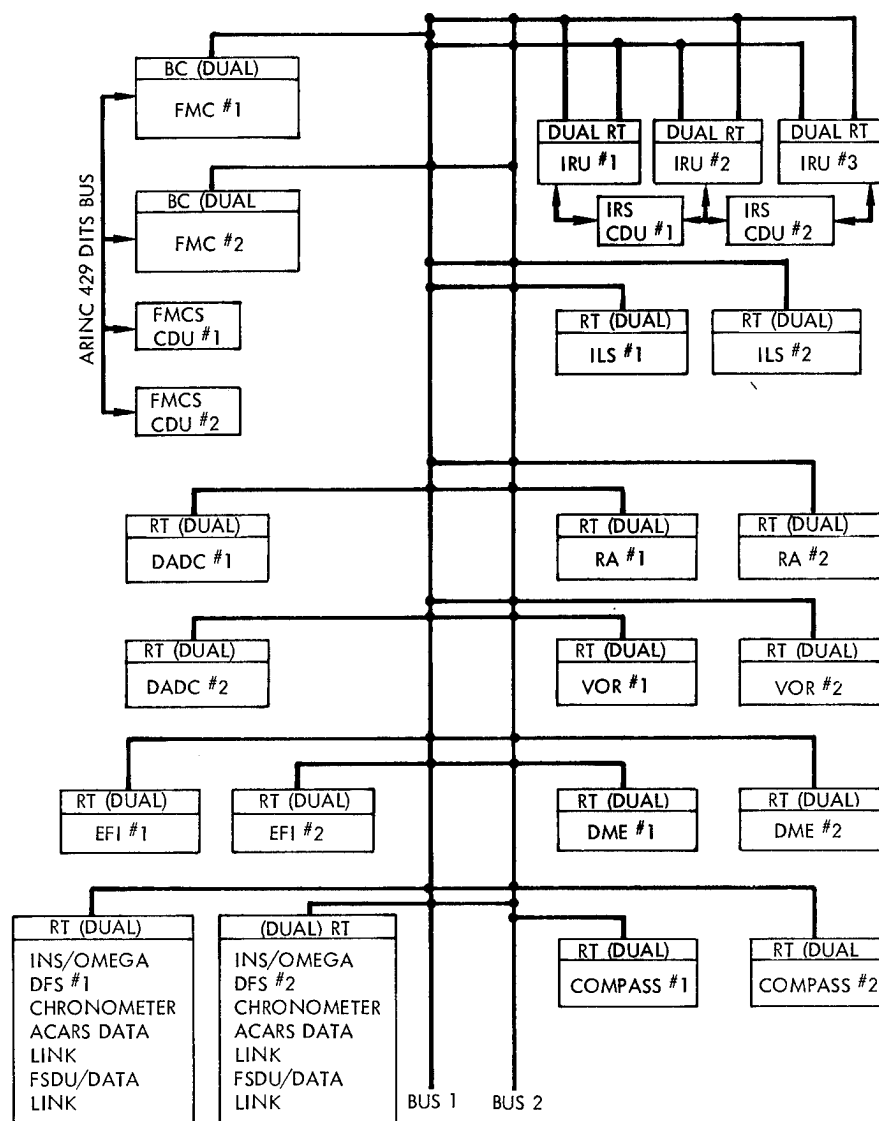 BC (DUAL)
FMC #1
BC (DUAL
FMC #2
FMCS
CDU #1
FMCS
CDU #2
ARINC 429 DITS BUS
DUAL RT
IRU #1
DUAL RT
IRU #2
DUAL RT
IRU #3
IRS
CDU #1
IRS
CDU #2
RT (DUAL)
ILS #1
RT (DUAL)
ILS #2
RT (DUAL)
DADC #1
RT (DUAL)
RA #1
RT (DUAL)
RA #2
RT (DUAL)
DADC #2
RT (DUAL)
VOR #1
RT (DUAL)
VOR #2
RT (DUAL)
EFI #1
RT (DUAL)
EFI #2
RT (DUAL)
DME #1
RT (DUAL)
DME #2
RT (DUAL)
INS/OMEGA
DFS #1
CHRONOMETER
ACARS DATA
LINK
FSDU/DATA
LINK
(DUAL) RT
INS/OMEGA
DFS #2
CHRONOMETER
ACARS DATA
LINK
FSDU/DATA
LINK
RT (DUAL)
COMPASS #1
RT (DUAL
COMPASS #2
BUS 1
BUS 2